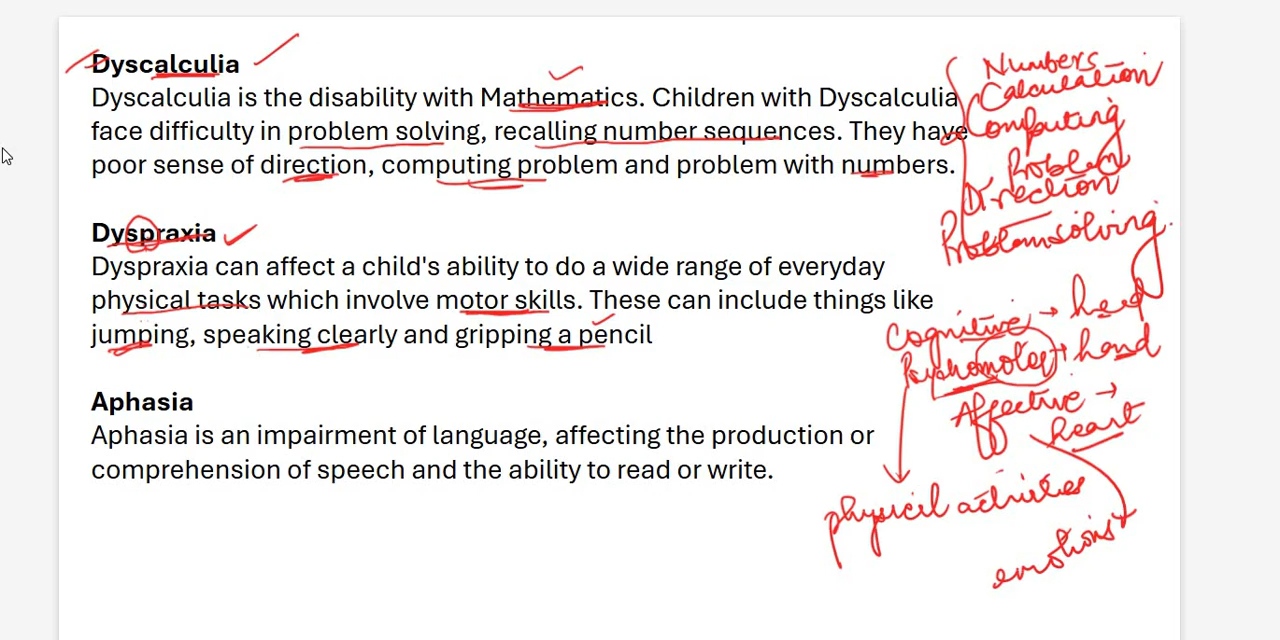 Dyscalculia
Dyscalculia is the disability with Mathematics. Children with Dyscalculia
face difficulty in problem solving, recalling number sequences. They have
poor sense of direction, computing problem and problem with numbers.
Dyspraxia
Dyspraxia can affect a child's ability to do a wide range of everyday
physical tasks which involve motor skills. These can include things like
jumping, speaking clearly and gripping a pencil
Aphasia
Aphasia is an impairment of language, affecting the production or
comprehension of speech and the ability to read or write.
Numbers
Calculation
Computing
Problem
Direction
Problem solving
Cognitive →
→ hand
Affective →
heart
physical activities
emotions